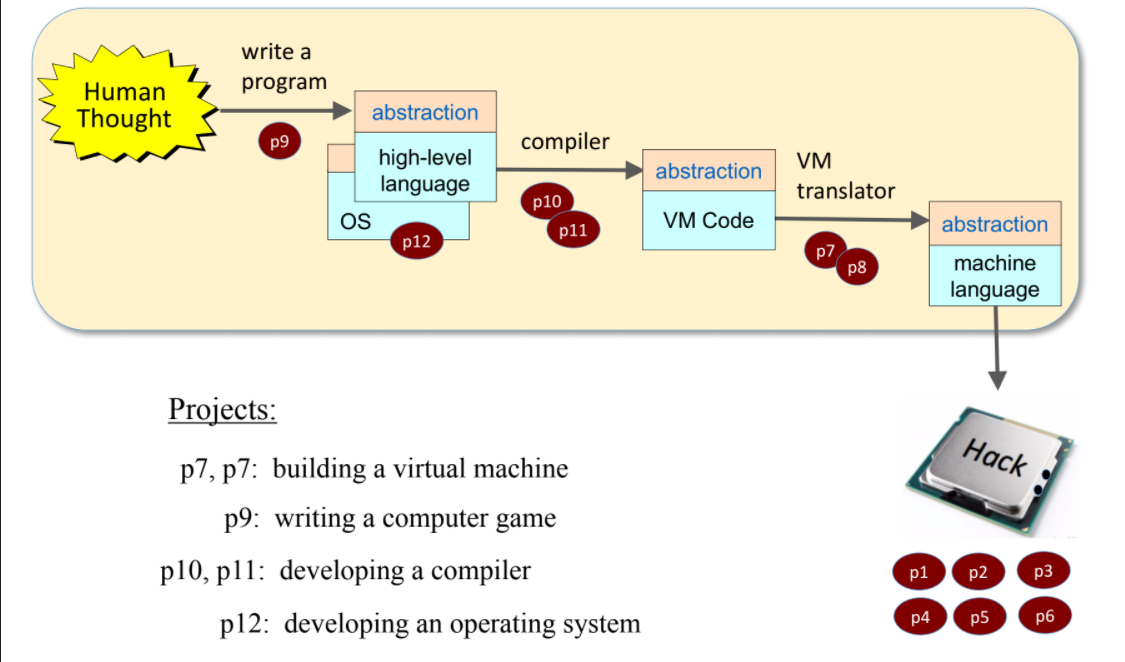 Human
Thought
write a
program
p9
abstraction
high-level
language
OS
p12
compiler
p10
p11
abstraction
VM Code
VM
translator
p7
p8
abstraction
machine
language
Hack
p1 p2 p3
p4 p5 p6
Projects:
p7, p7: building a virtual machine
p9: writing a computer game
p10, p11: developing a compiler
p12: developing an operating system